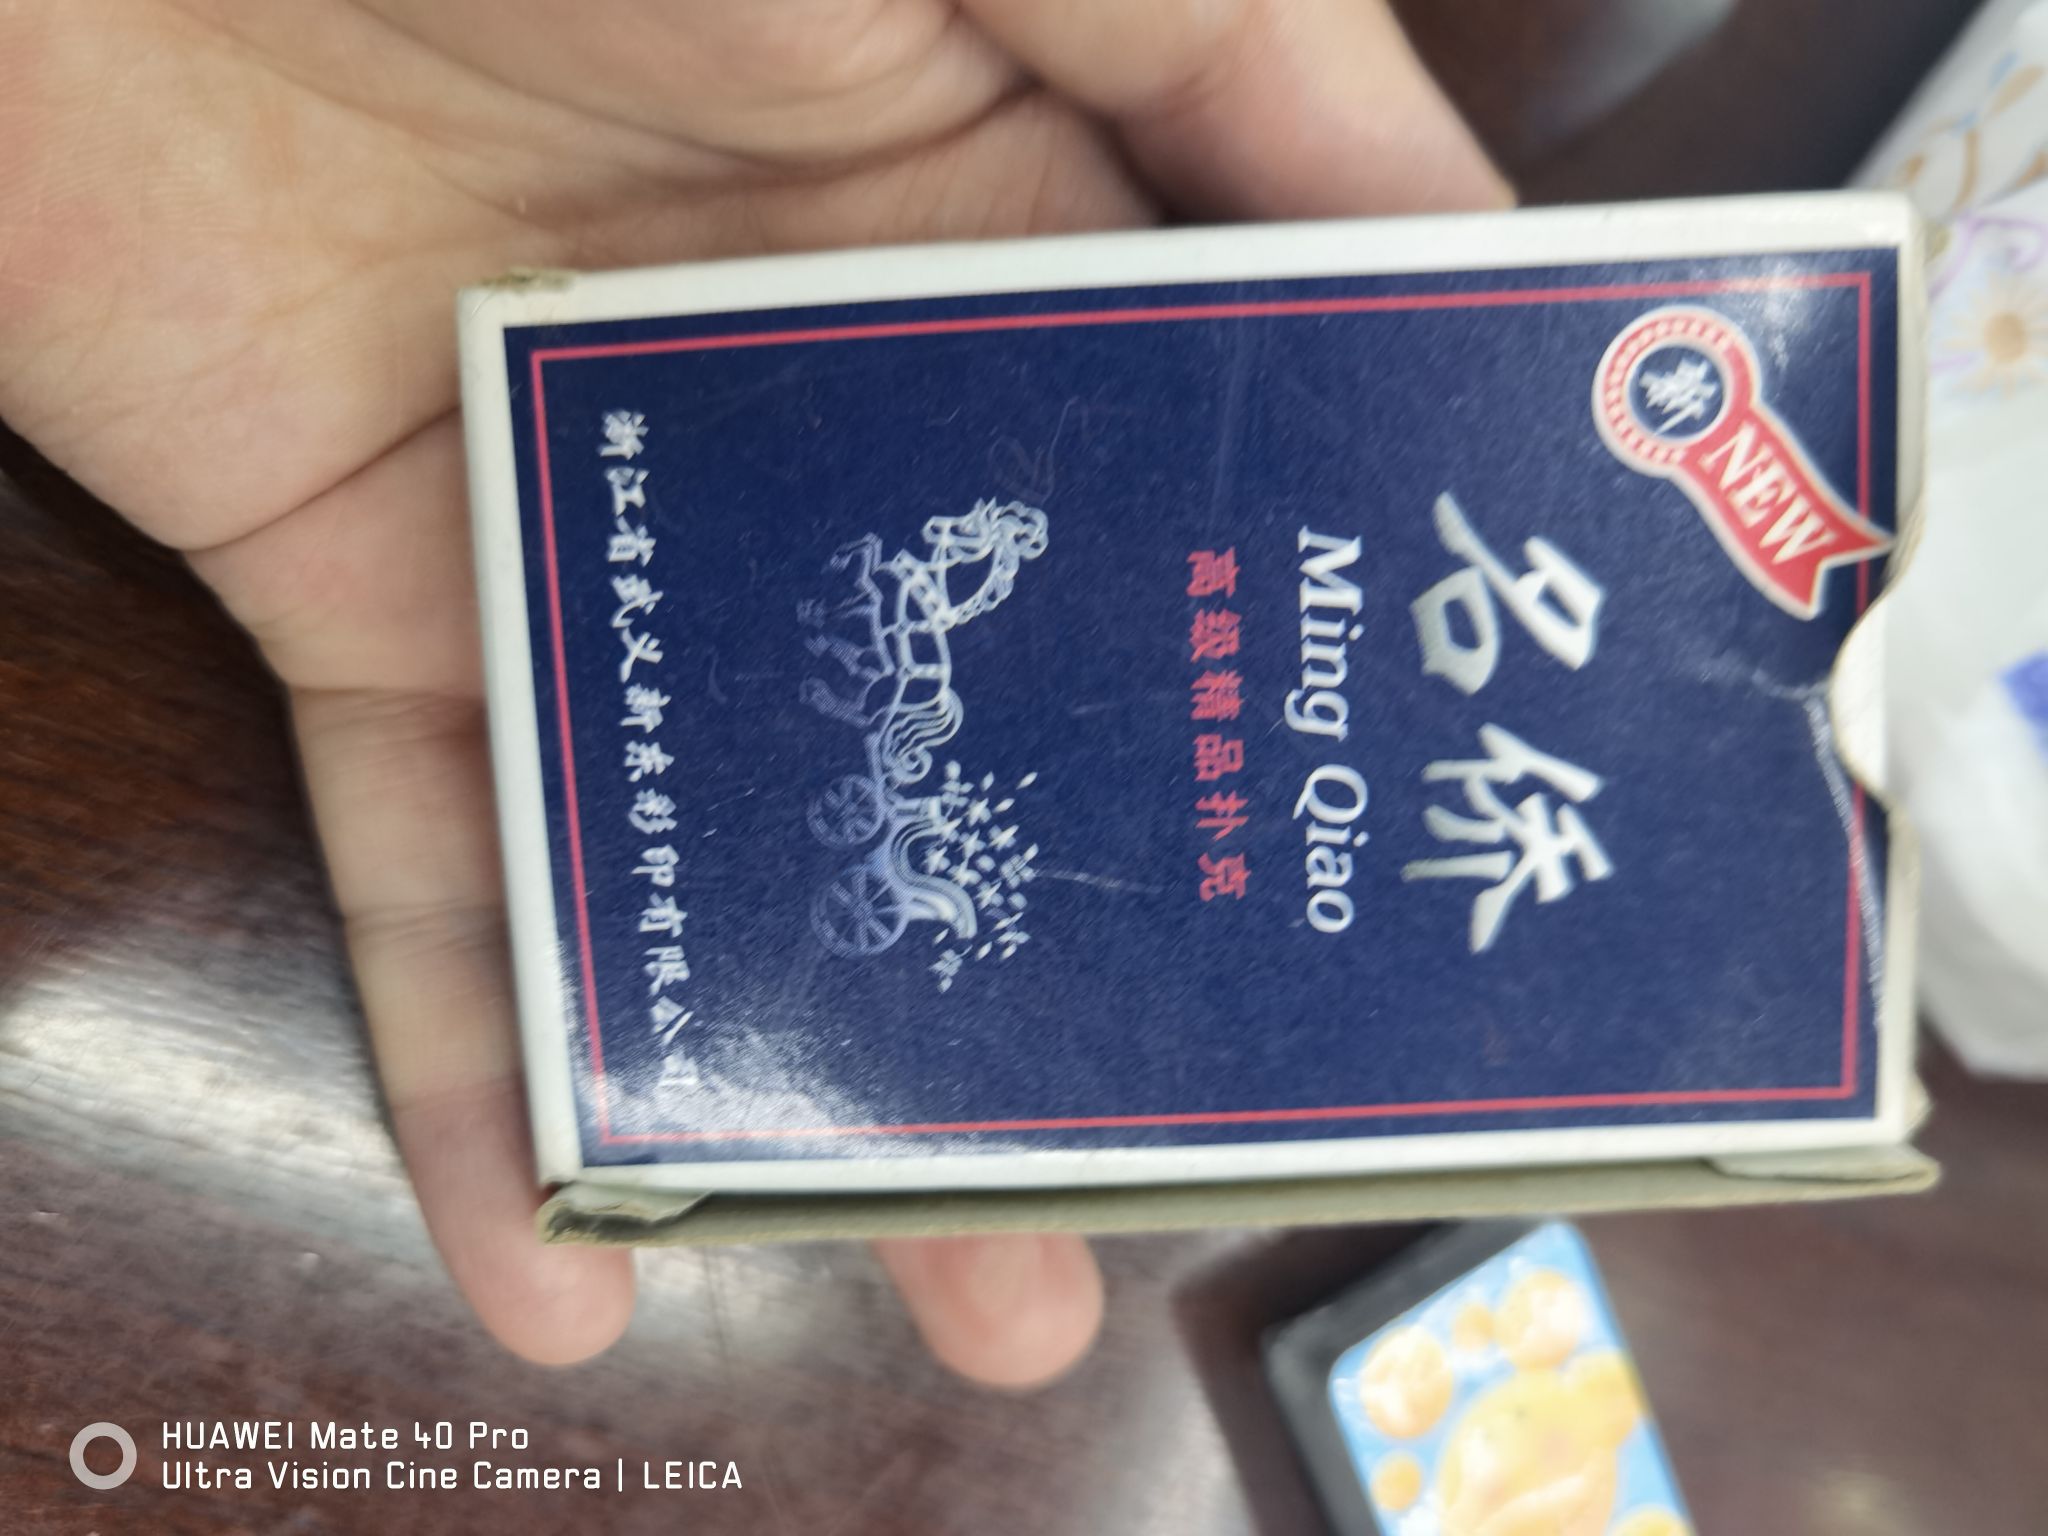 新
NEW
名侨
Ming Qiao
高级精品扑克
浙江省武义新东彩印有限公司
HUAWEI Mate 40 Pro
Ultra Vision Cine Camera | LEICA